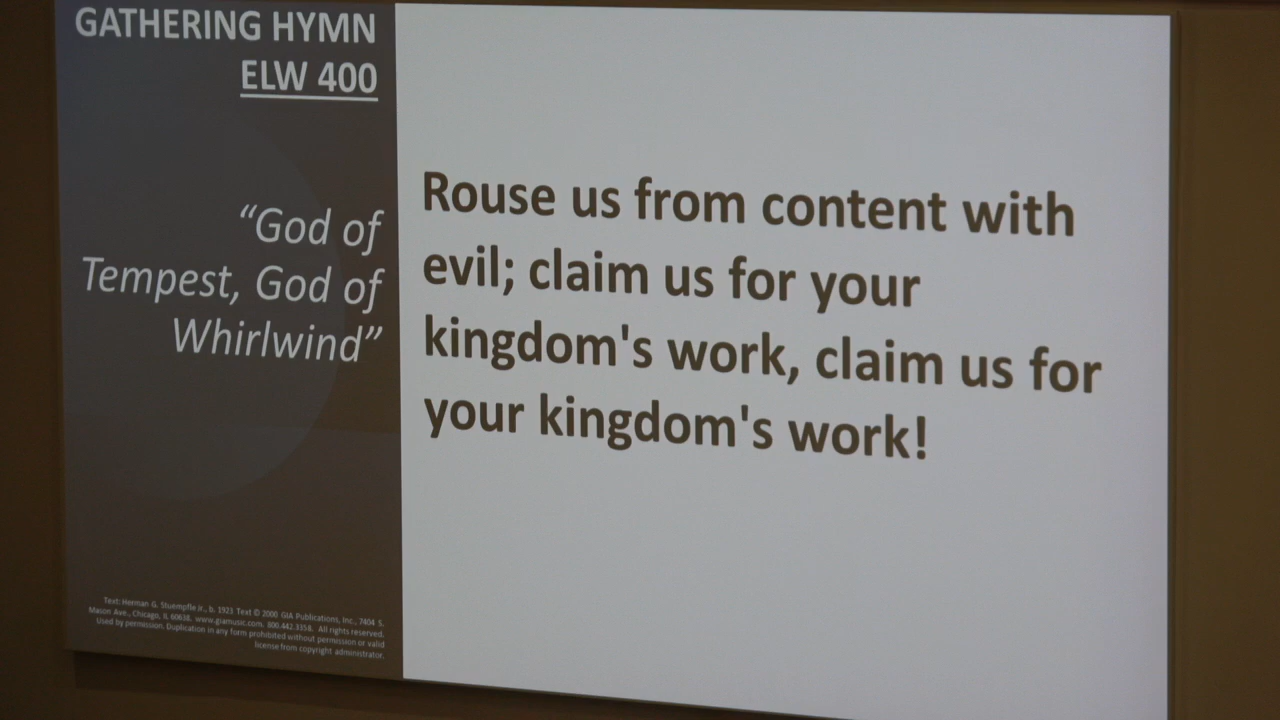 GATHERING HYMN
ELW 400
“God of
Tempest, God of
Whirlwind”
Text: Herman G. Stuempfle Jr., b. 1923 Text © 2000 GIA Publications, Inc., 7404 S.
Mason Ave., Chicago, IL 60638. www.giamusic.com. 800.442.3358. All rights reserved.
Used by permission. Duplication in any form prohibited without permission or valid
license from copyright administrator.
Rouse us from content with
evil; claim us for your
kingdom's work, claim us for
your kingdom's work!